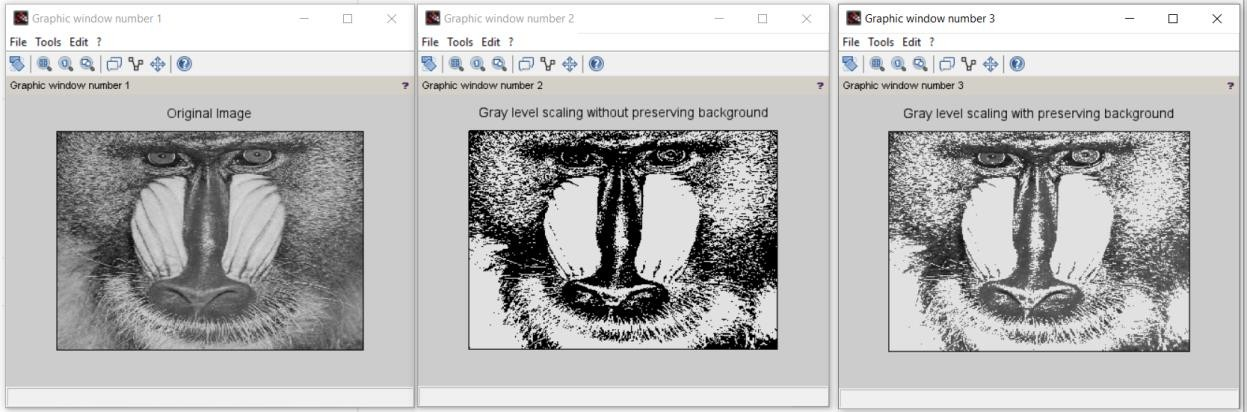 Graphic window number 1
File Tools Edit ?
Graphic window number 1 ?
Original Image
Graphic window number 2
File Tools Edit ?
Graphic window number 2 ?
Gray level scaling without preserving background
Graphic window number 3
File Tools Edit ?
Graphic window number 3 ?
Gray level scaling with preserving background